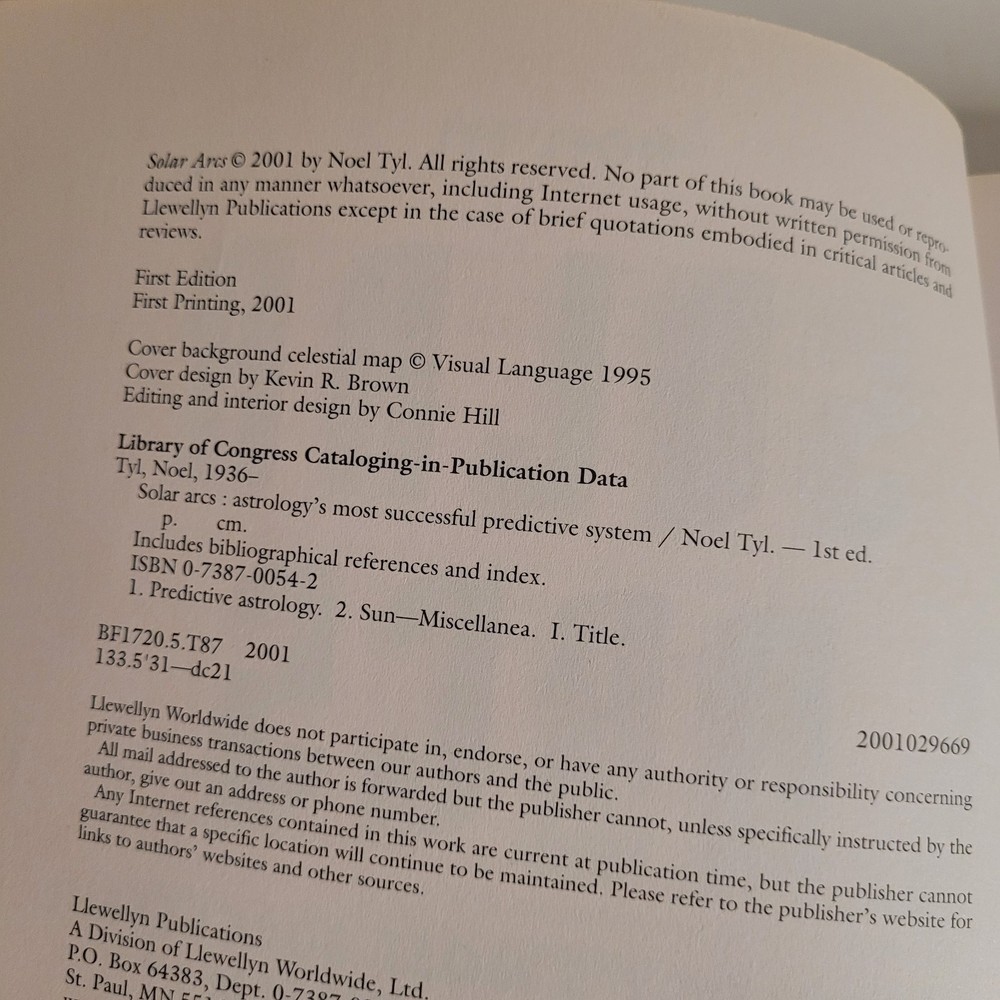 Solar Arcs © 2001 by Noel Tyl. All rights reserved. No part of this book may be used or repro-
duced in any manner whatsoever, including Internet usage, without written permission from
Llewellyn Publications except in the case of brief quotations embodied in critical articles and
reviews.
First Edition
First Printing, 2001
Cover background celestial map © Visual Language 1995
Cover design by Kevin R. Brown
Editing and interior design by Connie Hill
Library of Congress Cataloging-in-Publication Data
Tyl, Noel, 1936–
Solar arcs : astrology's most successful predictive system / Noel Tyl. — 1st ed.
p. cm.
Includes bibliographical references and index.
ISBN 0-7387-0054-2
1. Predictive astrology. 2. Sun—Miscellanea. I. Title.
BF1720.5.T87 2001
133.5'31—dc21
2001029669
Llewellyn Worldwide does not participate in, endorse, or have any authority or responsibility concerning
private business transactions between our authors and the public.
All mail addressed to the author is forwarded but the publisher cannot, unless specifically instructed by the
author, give out an address or phone number.
Any Internet references contained in this work are current at publication time, but the publisher cannot
guarantee that a specific location will continue to be maintained. Please refer to the publisher's website for
links to authors' websites and other sources.
Llewellyn Publications
A Division of Llewellyn Worldwide, Ltd.
P.O. Box 64383, Dept.
St. Paul, MN